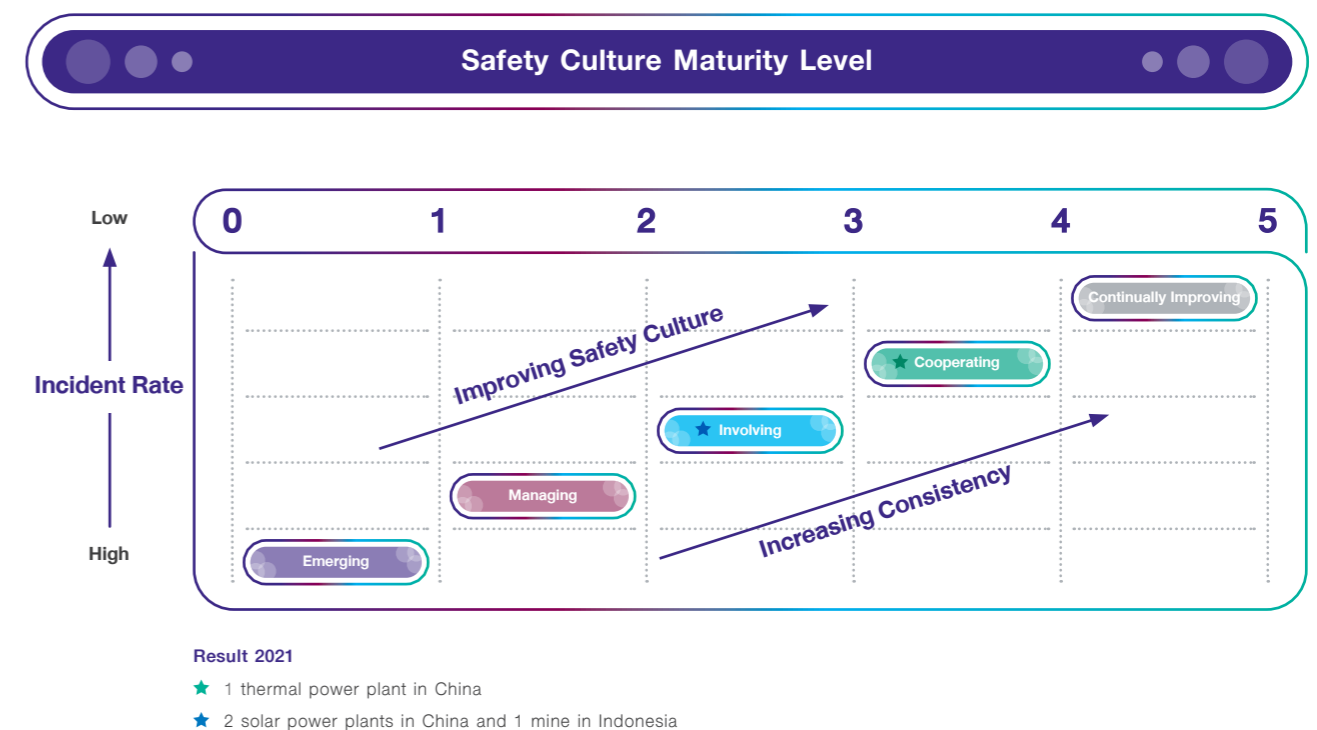 Safety Culture Maturity Level
Low
0 1 2 3 4 5
Continually Improving
Improving Safety Culture
Cooperating
Incident Rate
Involving
Managing
Increasing Consistency
High
Emerging
Result 2021
1 thermal power plant in China
2 solar power plants in China and 1 mine in Indonesia